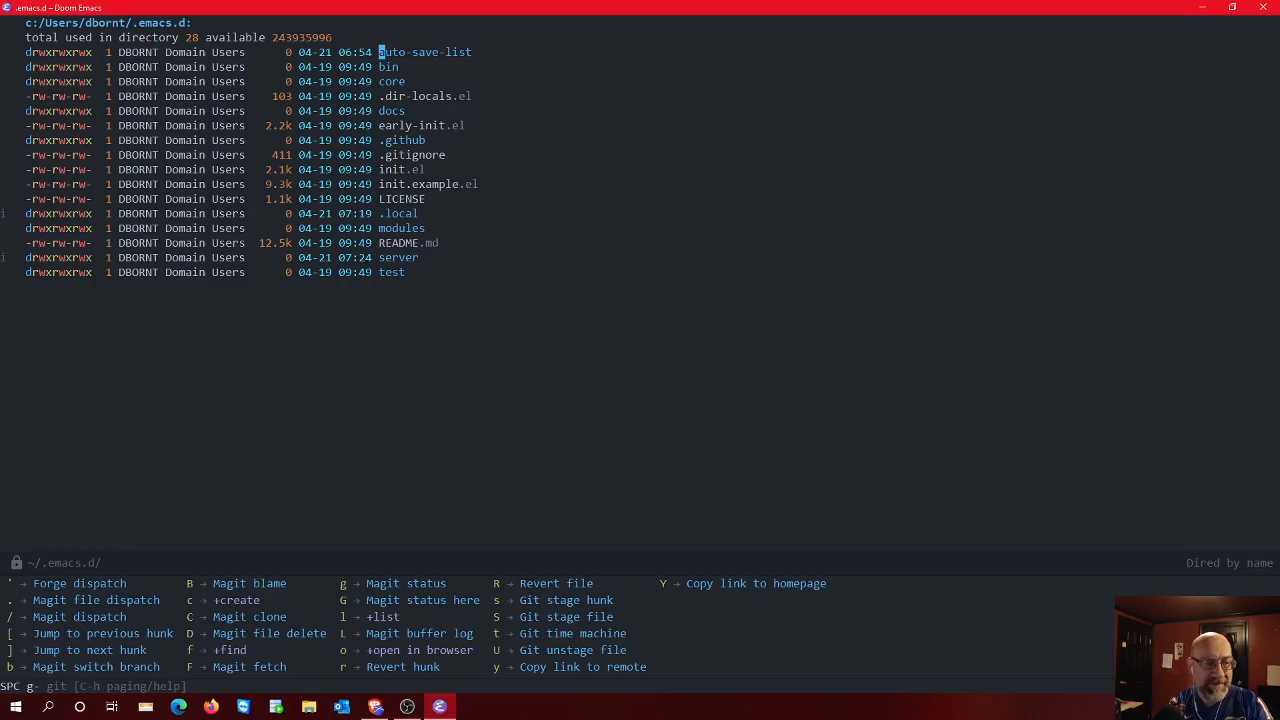 .emacs.d – Doom Emacs
c:/Users/dbornt/.emacs.d:
total used in directory 28 available 243935996
drwxrwxrwx 1 DBORNT Domain Users 0 04-21 06:54 auto-save-list
drwxrwxrwx 1 DBORNT Domain Users 0 04-19 09:49 bin
drwxrwxrwx 1 DBORNT Domain Users 0 04-19 09:49 core
-rw-rw-rw- 1 DBORNT Domain Users 103 04-19 09:49 .dir-locals.el
drwxrwxrwx 1 DBORNT Domain Users 0 04-19 09:49 docs
-rw-rw-rw- 1 DBORNT Domain Users 2.2k 04-19 09:49 early-init.el
drwxrwxrwx 1 DBORNT Domain Users 0 04-19 09:49 .github
-rw-rw-rw- 1 DBORNT Domain Users 411 04-19 09:49 .gitignore
-rw-rw-rw- 1 DBORNT Domain Users 2.1k 04-19 09:49 init.el
-rw-rw-rw- 1 DBORNT Domain Users 9.3k 04-19 09:49 init.example.el
-rw-rw-rw- 1 DBORNT Domain Users 1.1k 04-19 09:49 LICENSE
i drwxrwxrwx 1 DBORNT Domain Users 0 04-21 07:19 .local
drwxrwxrwx 1 DBORNT Domain Users 0 04-19 09:49 modules
-rw-rw-rw- 1 DBORNT Domain Users 12.5k 04-19 09:49 README.md
i drwxrwxrwx 1 DBORNT Domain Users 0 04-21 07:24 server
drwxrwxrwx 1 DBORNT Domain Users 0 04-19 09:49 test
~/.emacs.d/ Dired by name
' → Forge dispatch B → Magit blame g → Magit status R → Revert file Y → Copy link to homepage
. → Magit file dispatch c → +create G → Magit status here s → Git stage hunk
/ → Magit dispatch C → Magit clone l → +list S → Git stage file
[ → Jump to previous hunk D → Magit file delete L → Magit buffer log t → Git time machine
] → Jump to next hunk f → +find o → +open in browser U → Git unstage file
b → Magit switch branch F → Magit fetch r → Revert hunk y → Copy link to remote
SPC g- git [C-h paging/help]